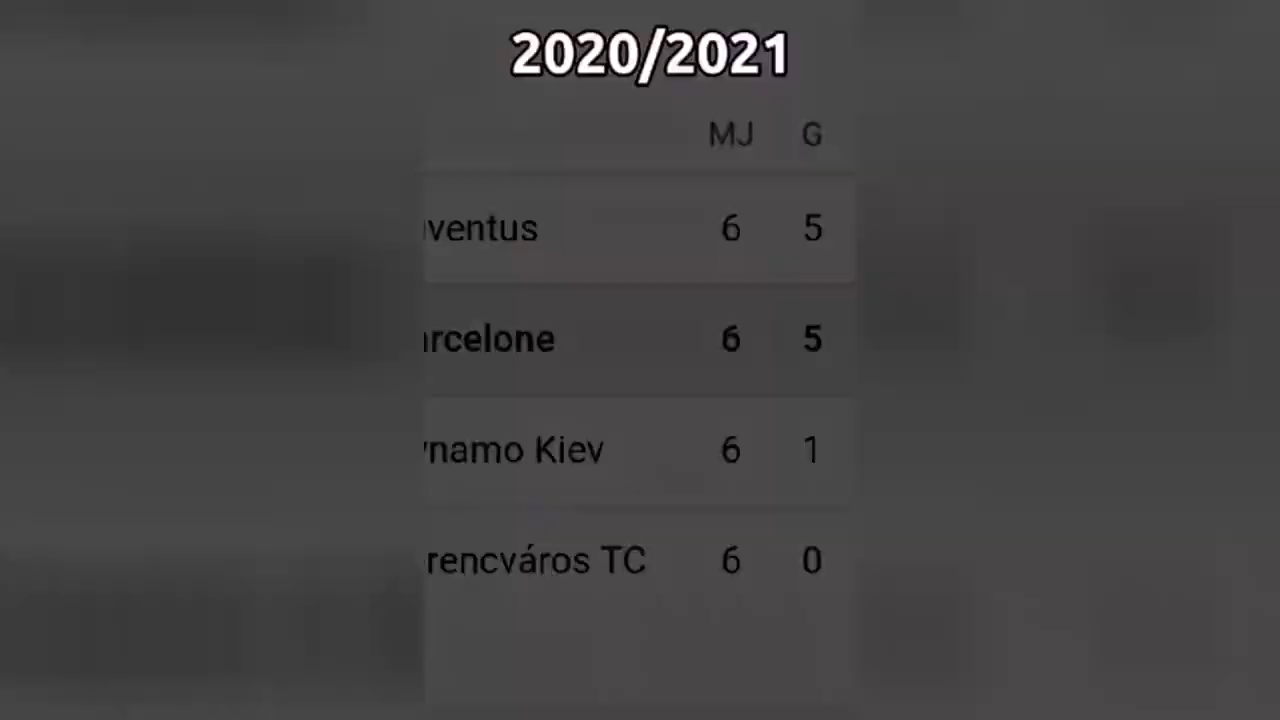 2020/2021
MJ G
uventus 6 5
arcelone 6 5
ynamo Kiev 6 1
rencváros TC 6 0